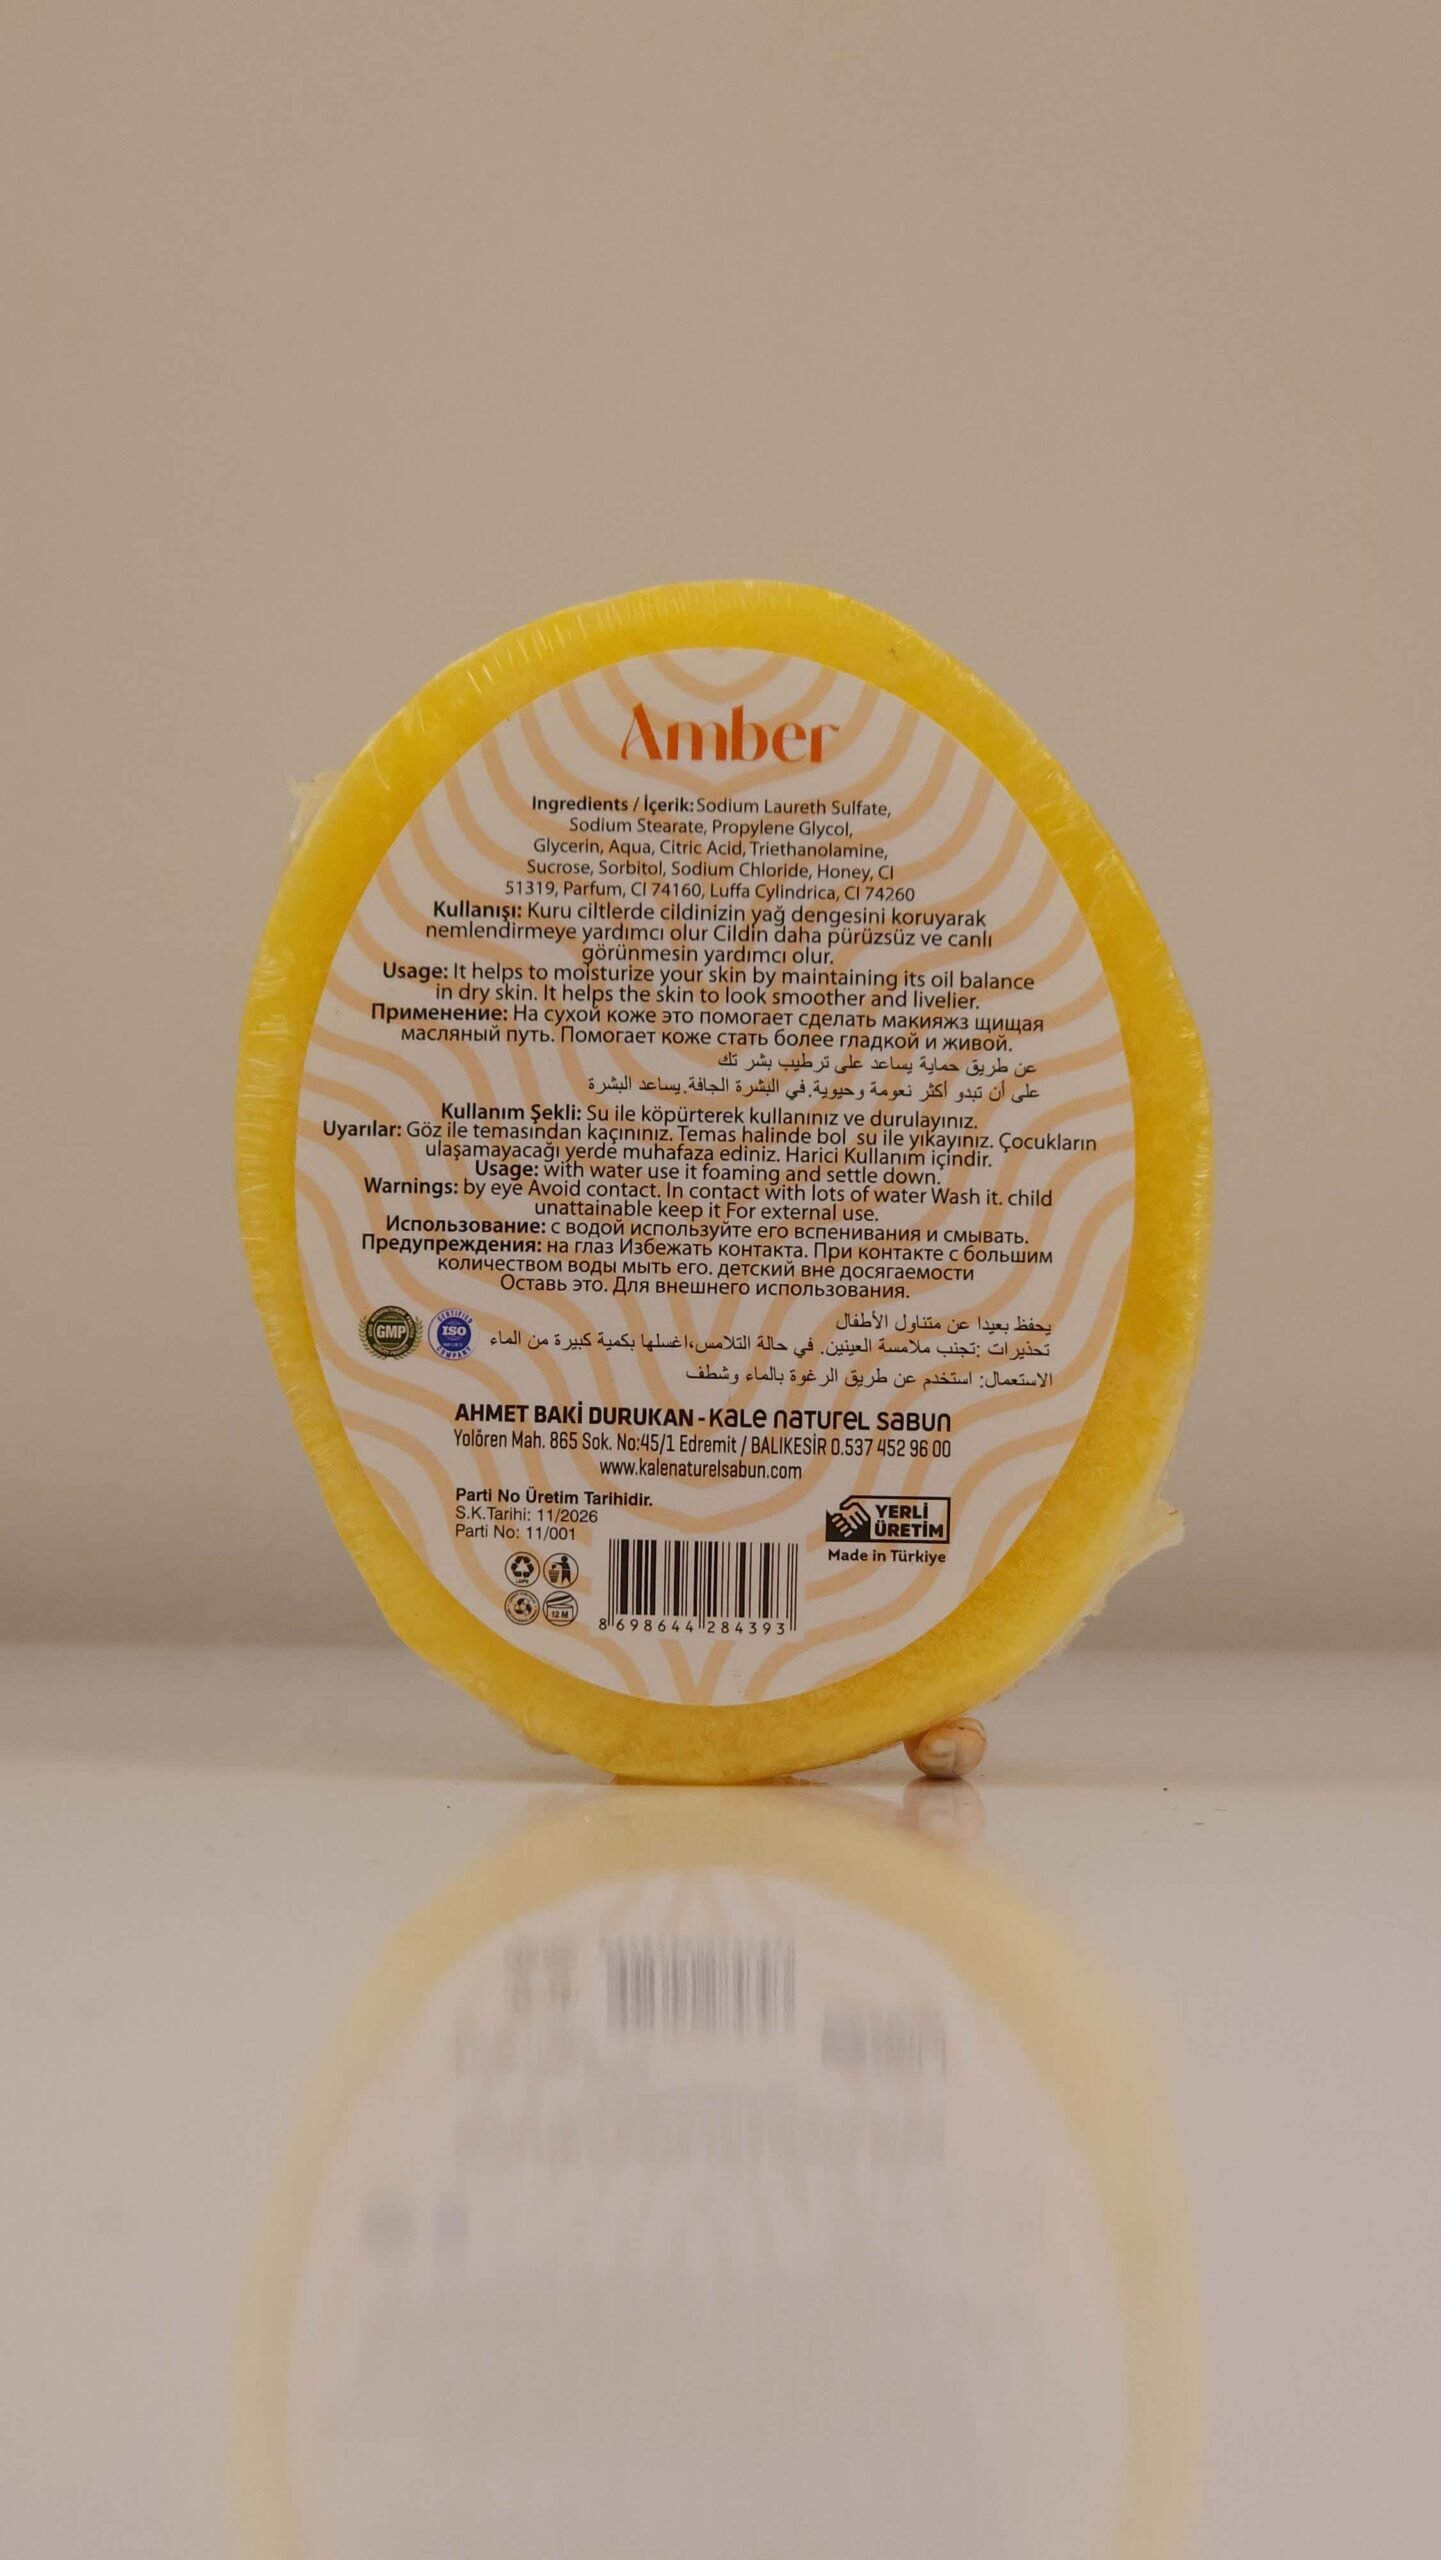 Amber
Ingredients / İçerik: Sodium Laureth Sulfate,
Sodium Stearate, Propylene Glycol,
Glycerin, Aqua, Citric Acid, Triethanolamine,
Sucrose, Sorbitol, Sodium Chloride, Honey, CI
51319, Parfum, CI 74160, Luffa Cylindrica, CI 74260
Kullanışı: Kuru ciltlerde cildinizin yağ dengesini koruyarak
nemlendirmeye yardımcı olur Cildin daha pürüzsüz ve canlı
görünmesin yardımcı olur.
Usage: It helps to moisturize your skin by maintaining its oil balance
in dry skin. It helps the skin to look smoother and livelier.
Применение: На сухой коже это помогает сделать макияжз щищая
масляный путь. Помогает коже стать более гладкой и живой.
عن طريق حماية يساعد على ترطيب بشر تك
على أن تبدو أكثر نعومة وحيوية.في البشرة الجافة.يساعد البشرة
Kullanım Şekli: Su ile köpürterek kullanınız ve durulayınız.
Uyarılar: Göz ile temasından kaçınınız. Temas halinde bol su ile yıkayınız. Çocukların
ulaşamayacağı yerde muhafaza ediniz. Harici Kullanım içindir.
Usage: with water use it foaming and settle down.
Warnings: by eye Avoid contact. In contact with lots of water Wash it. child
unattainable keep it For external use.
Использование: с водой используйте его вспенивания и смывать.
Предупреждения: на глаз Избежать контакта. При контакте с большим
количеством воды мыть его. детский вне досягаемости
Оставь это. Для внешнего использования.
يحفظ بعيدا عن متناول الأطفال
تحذيرات :تجنب ملامسة العينين. في حالة التلامس،اغسلها بكمية كبيرة من الماء
الاستعمال: استخدم عن طريق الرغوة بالماء وشطف
GMP
CERTIFIED
ISO
COMPANY
AHMET BAKİ DURUKAN - Kale naturel sabun
Yolören Mah. 865 Sok. No:45/1 Edremit / BALIKESİR 0.537 452 96 00
www.kalenaturelsabun.com
Parti No Üretim Tarihidir.
S.K.Tarihi: 11/2026
Parti No: 11/001
YERLİ
ÜRETİM
Made in Türkiye
LDPE
12 M
8 698644 284393